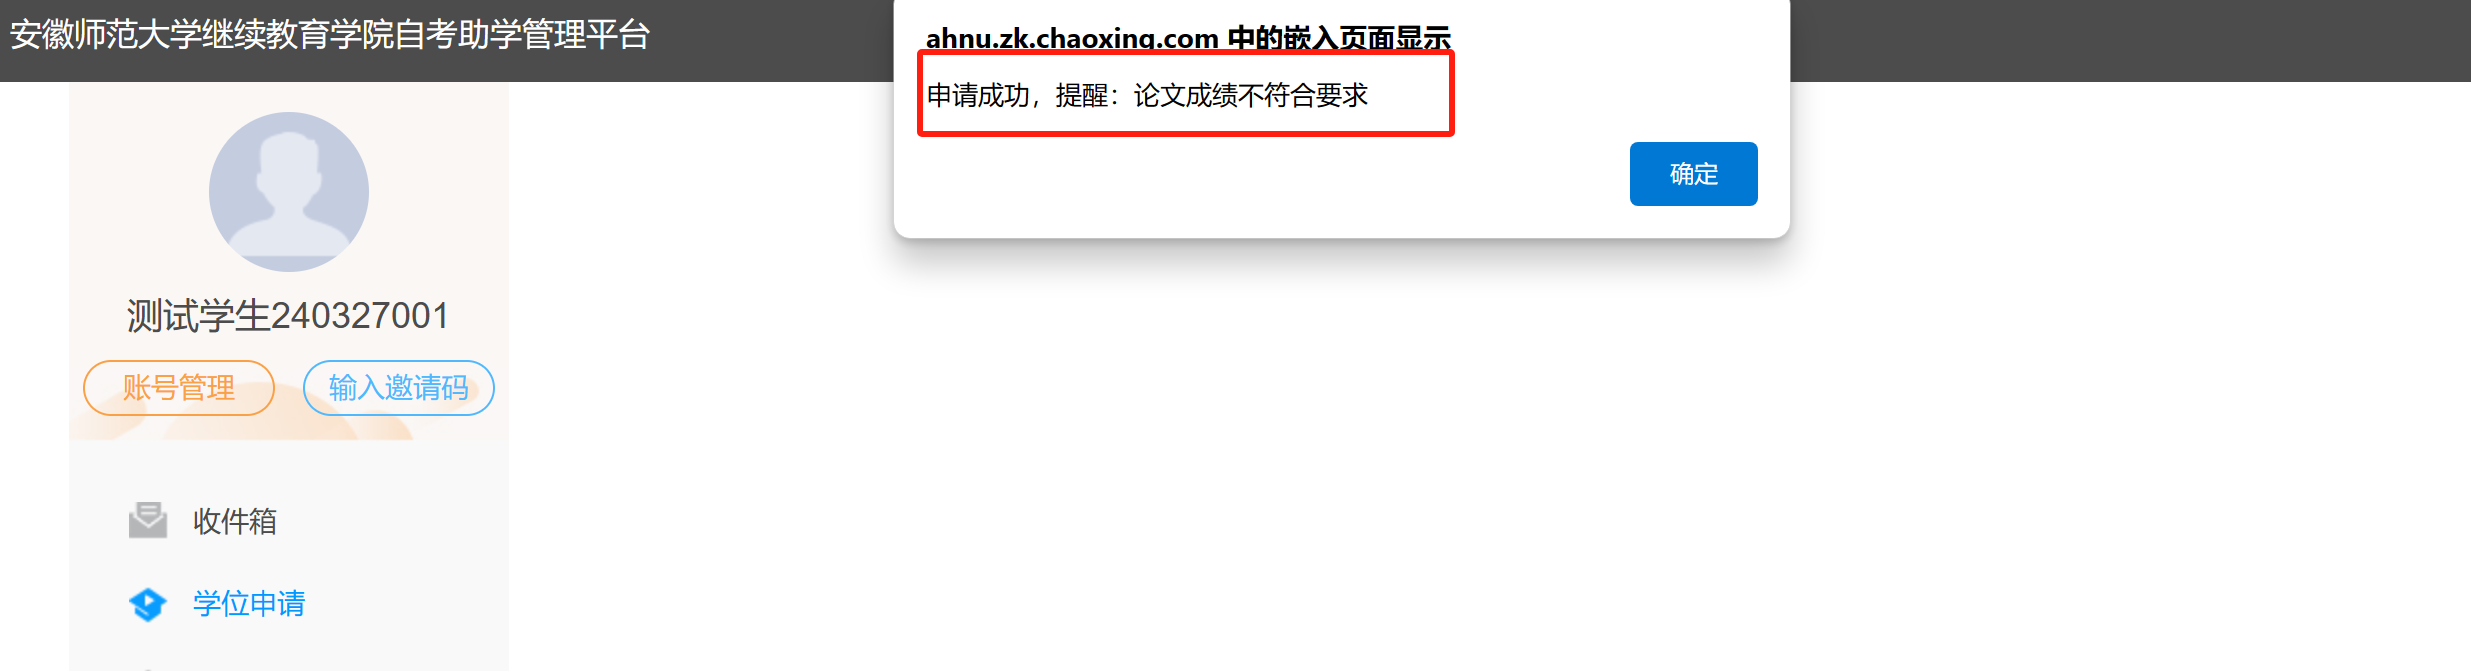 安徽师范大学继续教育学院自考助学管理平台
ahnu.zk.chaoxing.com 中的嵌入页面显示
申请成功，提醒：论文成绩不符合要求
确定
测试学生240327001
账号管理
输入邀请码
收件箱
学位申请